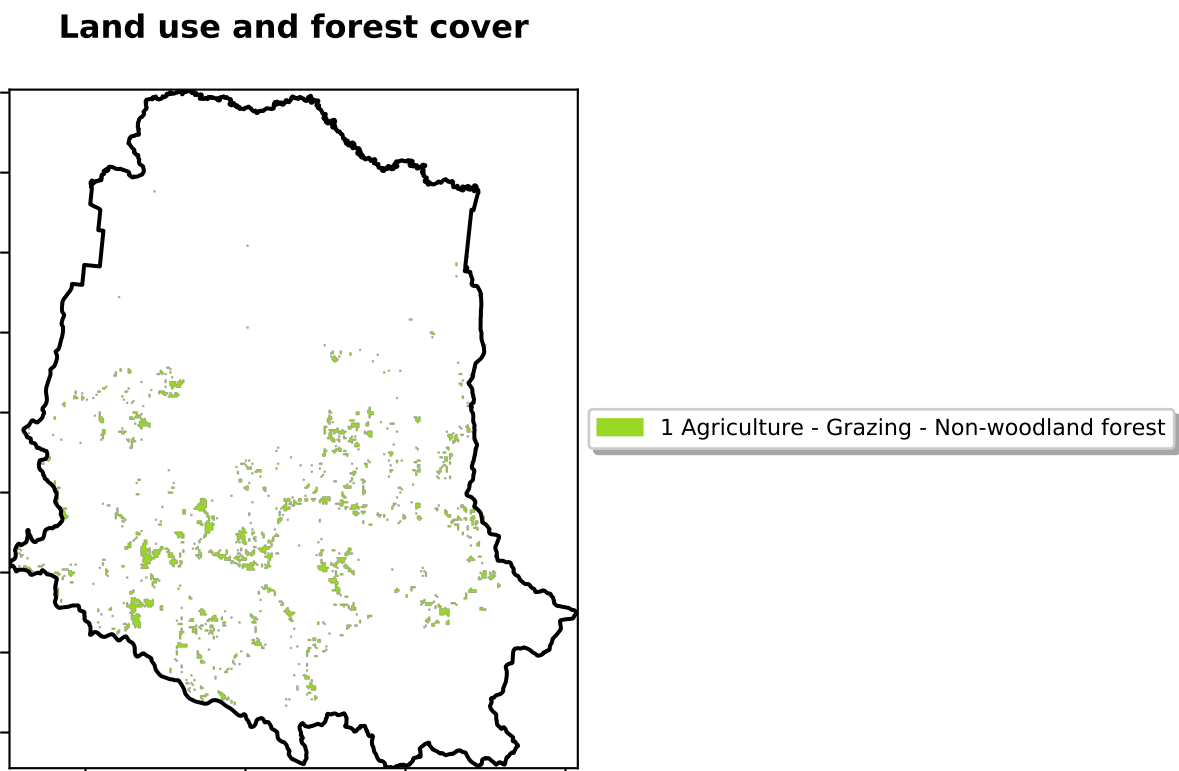 Land use and forest cover
1 Agriculture - Grazing - Non-woodland forest